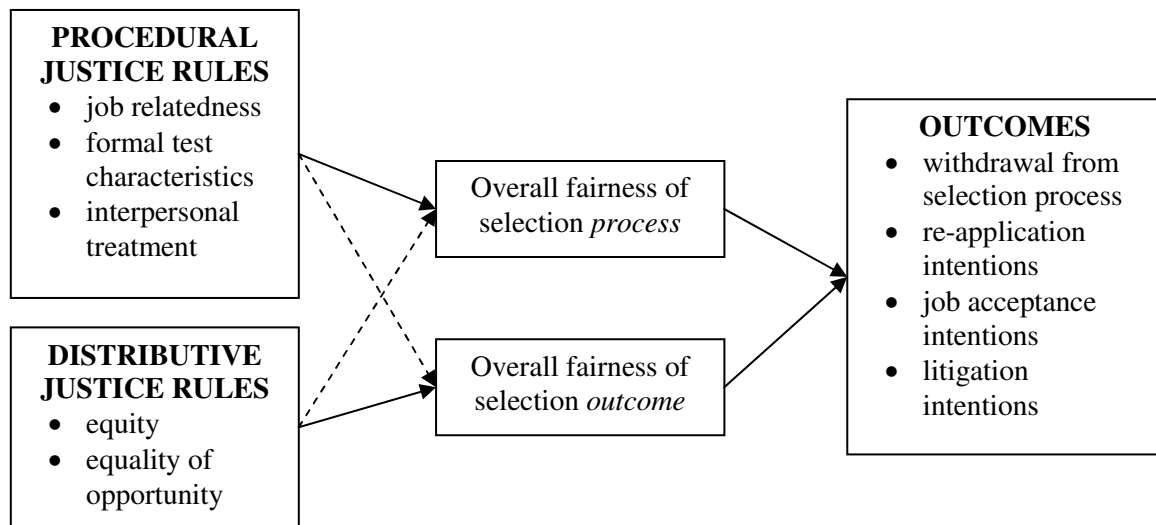 PROCEDURAL
JUSTICE RULES
• job relatedness
• formal test
characteristics
• interpersonal
treatment
DISTRIBUTIVE
JUSTICE RULES
• equity
• equality of
opportunity
Overall fairness of
selection process
Overall fairness of
selection outcome
OUTCOMES
• withdrawal from
selection process
• re-application
intentions
• job acceptance
intentions
• litigation
intentions